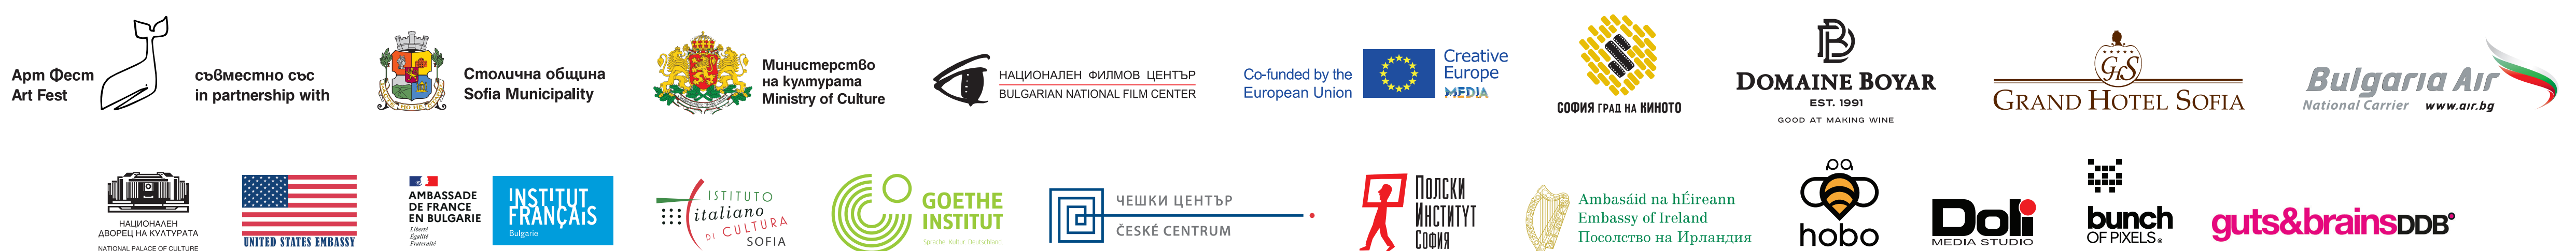 Арт Фест
Art Fest
съвместно със
in partnership with
Столична община
Sofia Municipality
Министерство
на културата
Ministry of Culture
НАЦИОНАЛЕН ФИЛМОВ ЦЕНТЪР
BULGARIAN NATIONAL FILM CENTER
Co-funded by the
European Union
Creative
Europe
MEDIA
СОФИЯ ГРАД НА КИНОТО
DOMAINE BOYAR
EST. 1991
GOOD AT MAKING WINE
GHS
GRAND HOTEL SOFIA
Bulgaria Air
National Carrier www.air.bg
НАЦИОНАЛЕН
ДВОРЕЦ НА КУЛТУРАТА
NATIONAL PALACE OF CULTURE
UNITED STATES EMBASSY
AMBASSADE
DE FRANCE
EN BULGARIE
Liberté
Égalité
Fraternité
INSTITUT
FRANÇAIS
Bulgarie
ISTITUTO
italiano
DI CULTURA
SOFIA
GOETHE
INSTITUT
Sprache. Kultur. Deutschland.
ЧЕШКИ ЦЕНТЪР
ČESKÉ CENTRUM
Полски
Институт
София
Ambasáid na hÉireann
Embassy of Ireland
Посолство на Ирландия
hobo
Doli
MEDIA STUDIO
bunch
OF PIXELS®
guts&brainsDDB°